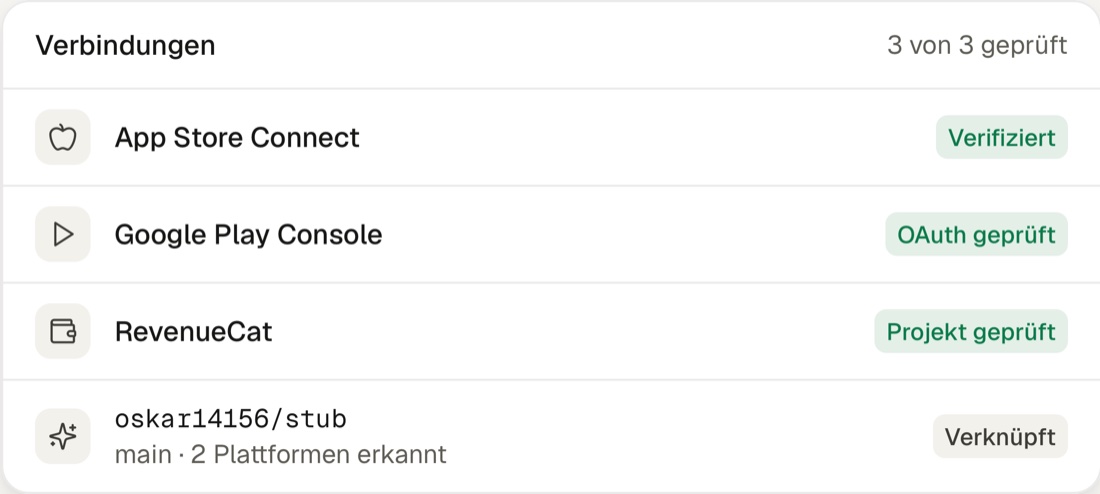 Verbindungen
3 von 3 geprüft
App Store Connect
Verifiziert
Google Play Console
OAuth geprüft
RevenueCat
Projekt geprüft
oskar14156/stub
main · 2 Plattformen erkannt
Verknüpft